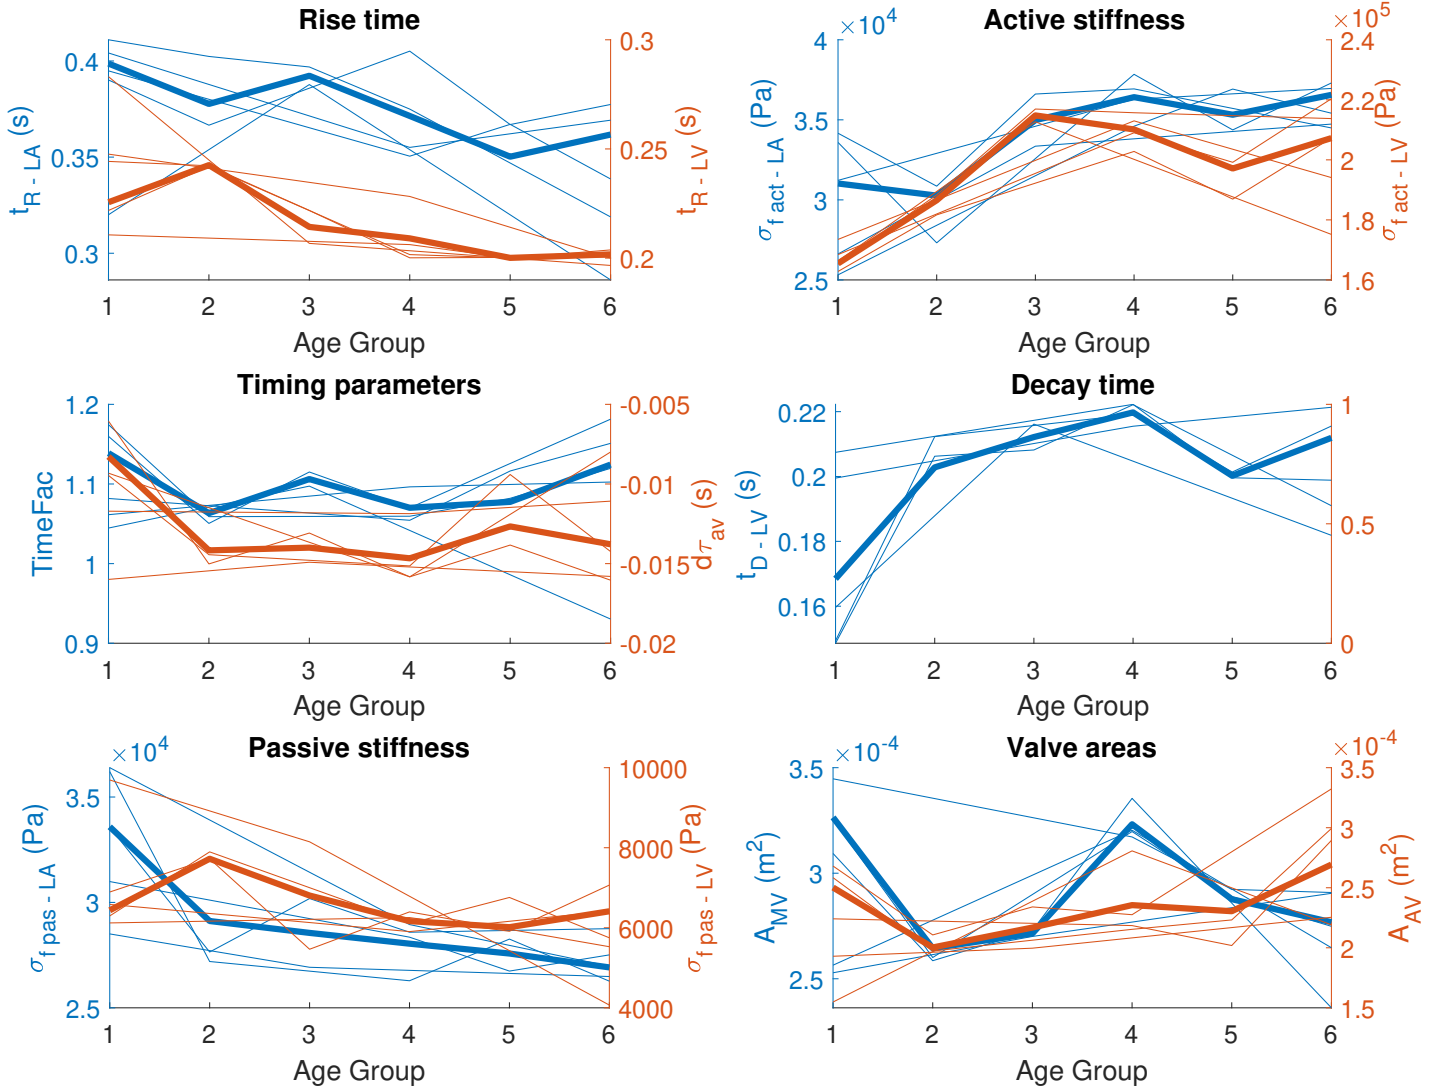 Rise time
0.4
0.35
0.3
t_R - LA (s)
0.3
0.25
0.2
t_R - LV (s)
1 2 3 4 5 6
Age Group
Active stiffness
×10^4
4
3.5
3
2.5
σ_f act - LA (Pa)
×10^5
2.4
2.2
2
1.8
1.6
σ_f act - LV (Pa)
1 2 3 4 5 6
Age Group
Timing parameters
1.2
1.1
1
0.9
TimeFac
-0.005
-0.01
-0.015
-0.02
dτ_av (s)
1 2 3 4 5 6
Age Group
Decay time
0.22
0.2
0.18
0.16
t_D - LV (s)
1
0.5
0
1 2 3 4 5 6
Age Group
Passive stiffness
×10^4
3.5
3
2.5
σ_f pas - LA (Pa)
10000
8000
6000
4000
σ_f pas - LV (Pa)
1 2 3 4 5 6
Age Group
Valve areas
×10^-4
3.5
3
2.5
A_MV (m^2)
×10^-4
3.5
3
2.5
2
1.5
A_AV (m^2)
1 2 3 4 5 6
Age Group